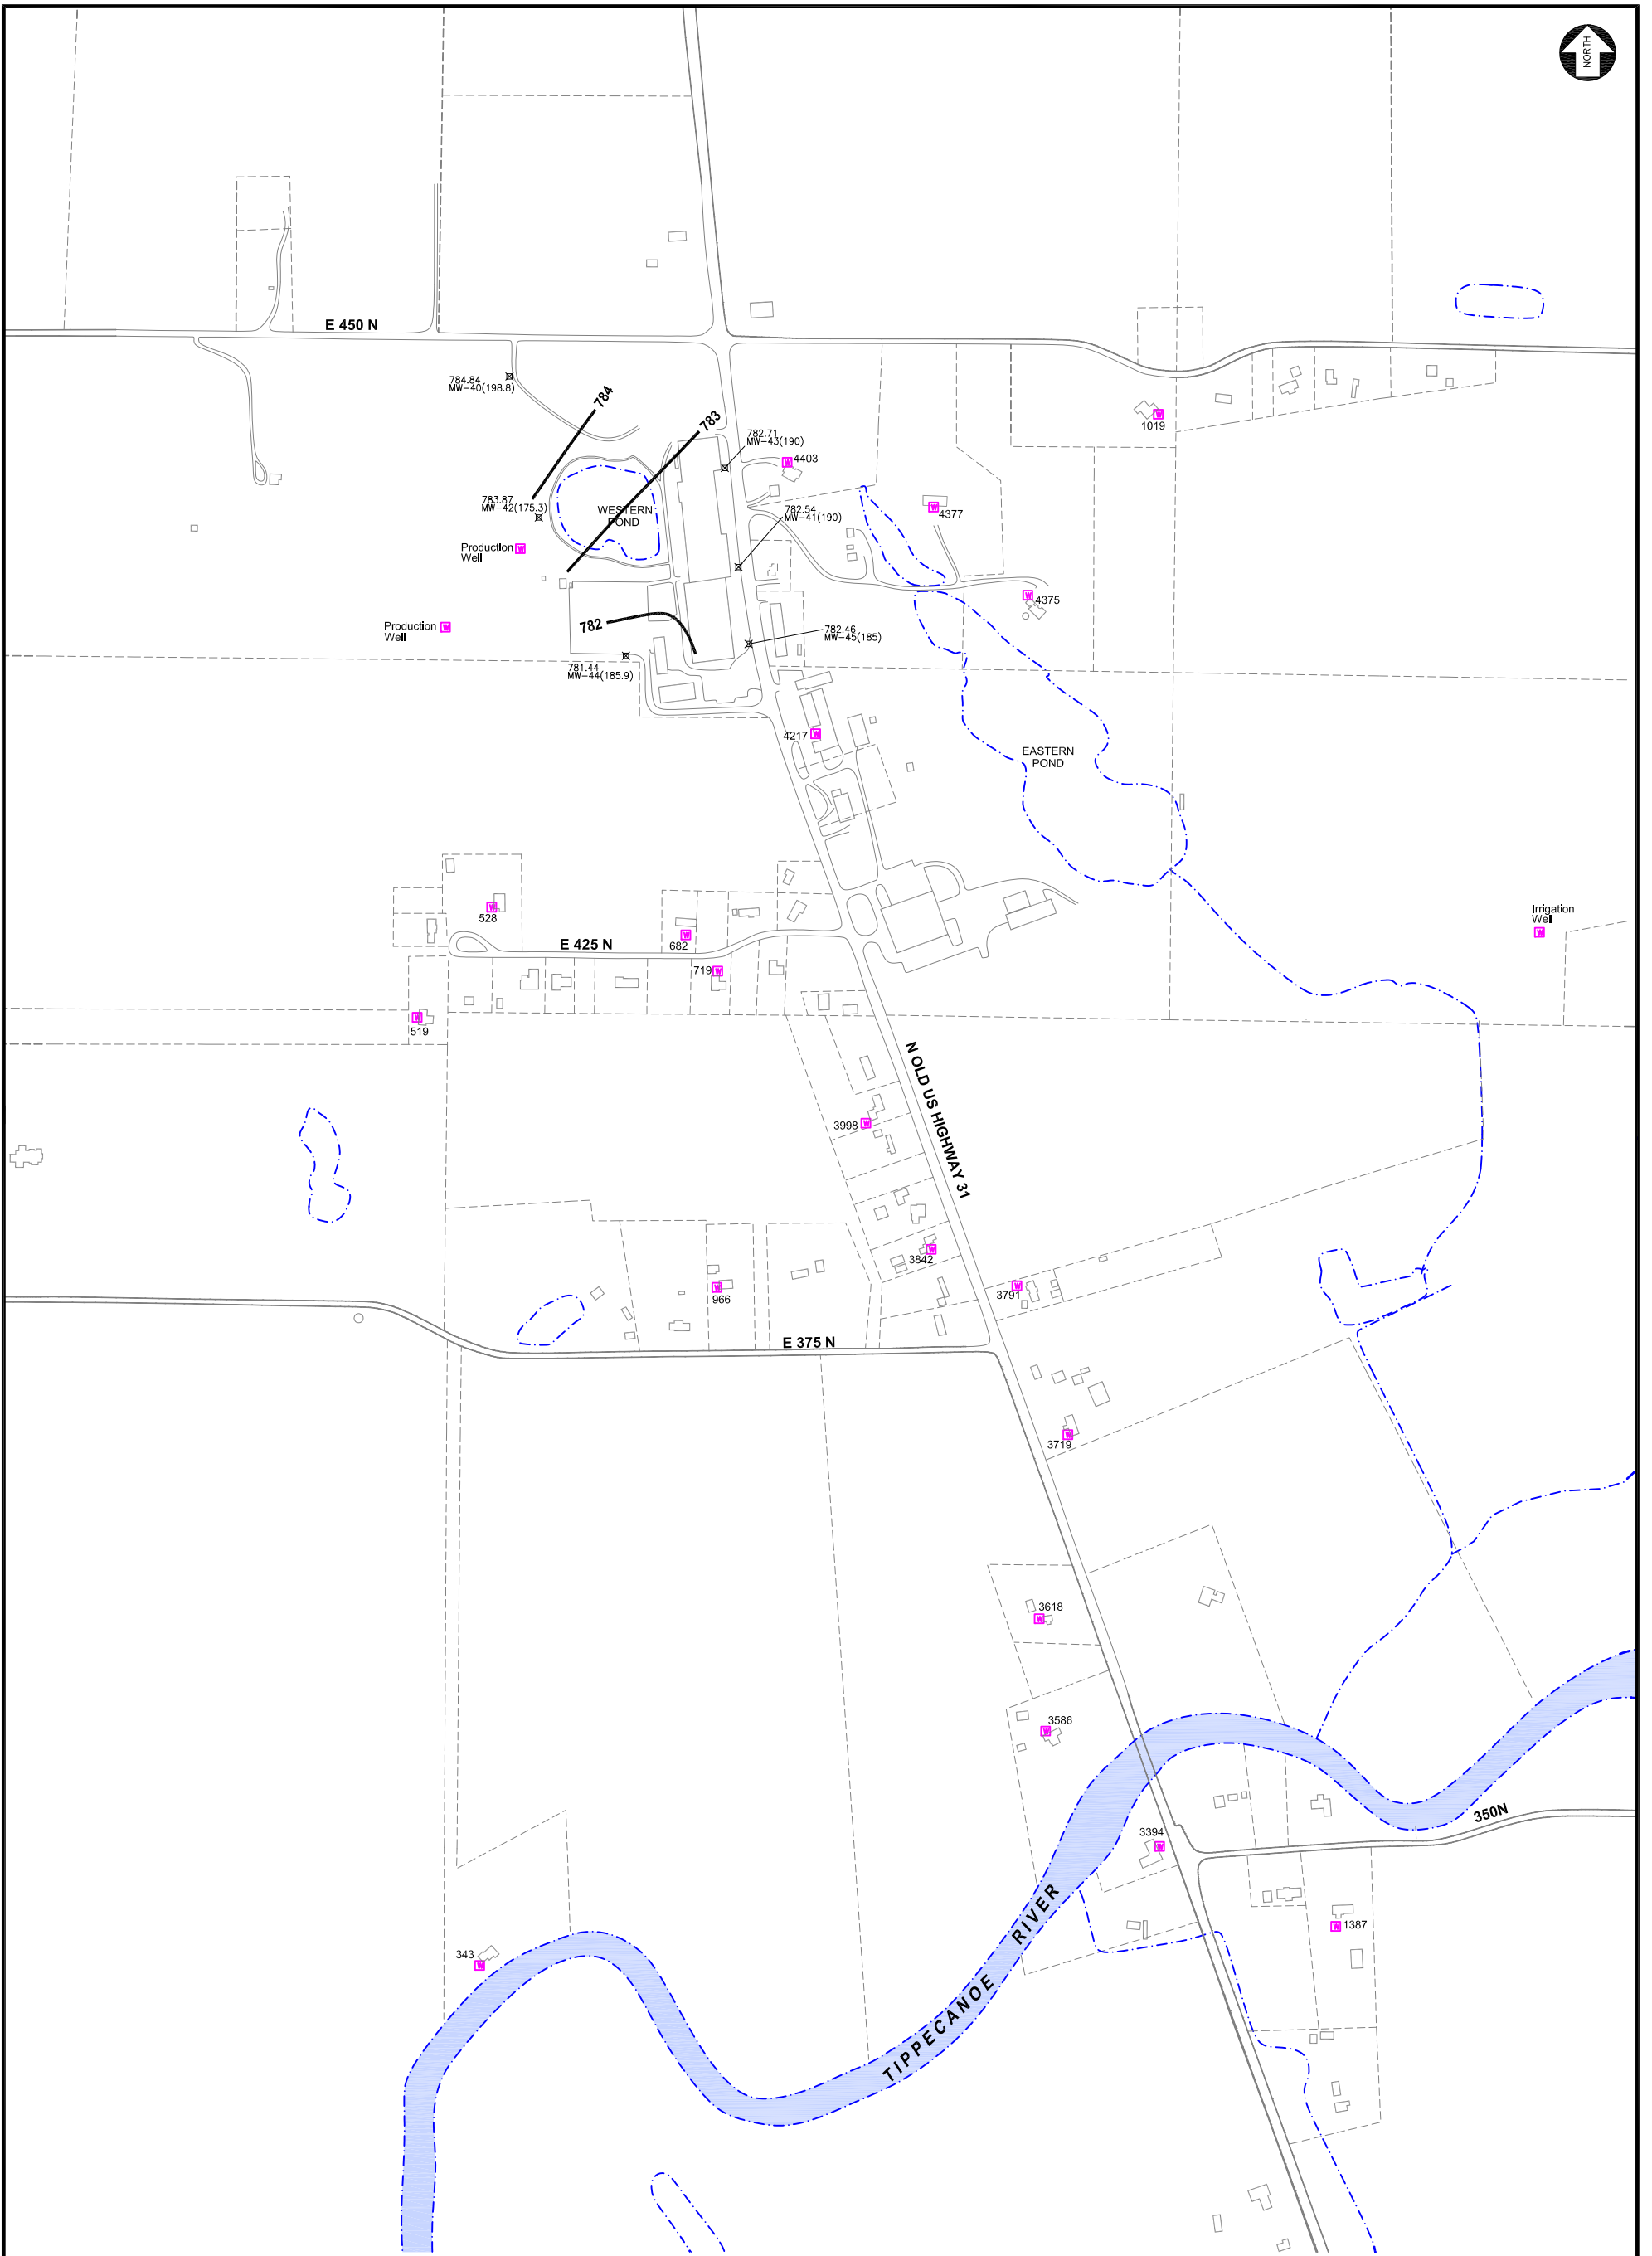 NORTH
E 450 N
784.84
MW-40(198.8)
784
783
782.71
MW-43(190)
4403
1019
783.87
MW-42(175.3)
WESTERN
POND
782.54
MW-41(190)
4377
Production
Well
4375
Production
Well
782
782.46
MW-45(185)
781.44
MW-44(185.9)
4217
EASTERN
POND
528
E 425 N
682
Irrigation
Well
719
519
N OLD US HIGHWAY 31
3998
3842
3791
966
E 375 N
3719
3618
3586
350N
3394
1387
343
TIPPECANOE RIVER